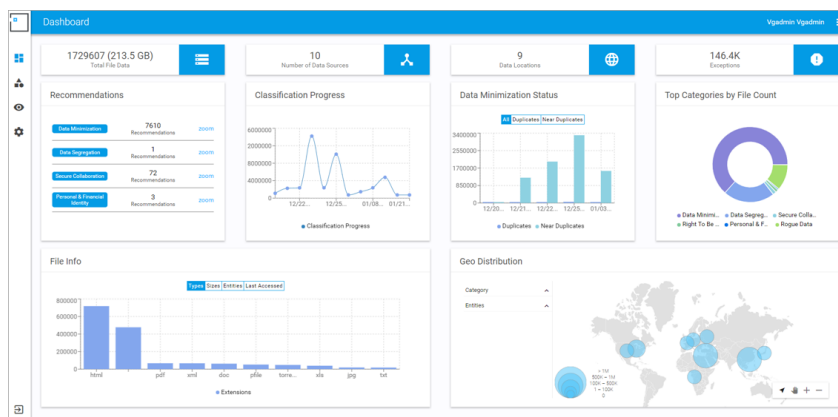 Dashboard
Vgadmin Vgadmin
1729607 (213.5 GB)
Total File Data
10
Number of Data Sources
9
Data Locations
146.4K
Exceptions
Recommendations
Data Minimization
7610
Recommendations
zoom
Data Segregation
1
Recommendations
zoom
Secure Collaboration
72
Recommendations
zoom
Personal & Financial
Identity
3
Recommendations
zoom
Classification Progress
6000000
2000000
4000000
0
12/22...
12/25...
01/08...
01/21...
Classification Progress
Data Minimization Status
All Duplicates Near Duplicates
3400000
2550000
1700000
850000
0
12/20...
12/21...
12/22...
12/25...
01/03...
Duplicates
Near Duplicates
Top Categories by File Count
Data Minimi...
Data Segreg...
Secure Colla...
Right To Be ...
Personal & F...
Rogue Data
File Info
Types Sizes Entities Last Accessed
800000
600000
400000
200000
0
html
pdf
xml
doc
pfile
torre...
xls
jpg
txt
Extensions
Geo Distribution
Category
Entities
> 1M
500K – 1M
100K – 500K
1 – 100K
0